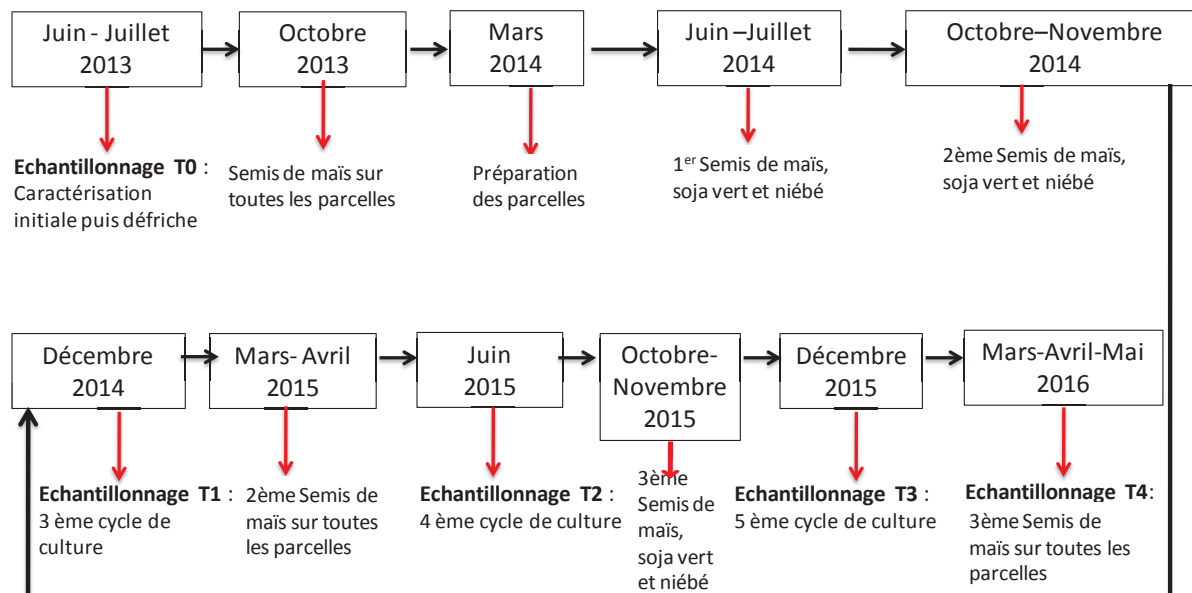 Juin - Juillet
2013
Octobre
2013
Mars
2014
Juin –Juillet
2014
Octobre–Novembre
2014
Echantillonnage T0 :
Caractérisation
initiale puis défriche
Semis de maïs sur
toutes les parcelles
Préparation
des parcelles
1er Semis de maïs,
soja vert et niébé
2ème Semis de maïs,
soja vert et niébé
Décembre
2014
Mars- Avril
2015
Juin
2015
Octobre-
Novembre
2015
Décembre
2015
Mars-Avril-Mai
2016
Echantillonnage T1 :
3 ème cycle de
culture
2ème Semis de
maïs sur toutes
les parcelles
Echantillonnage T2 :
4 ème cycle de culture
3ème
Semis de
maïs,
soja vert
et niébé
Echantillonnage T3 :
5 ème cycle de culture
Echantillonnage T4:
3ème Semis de
maïs sur toutes les
parcelles